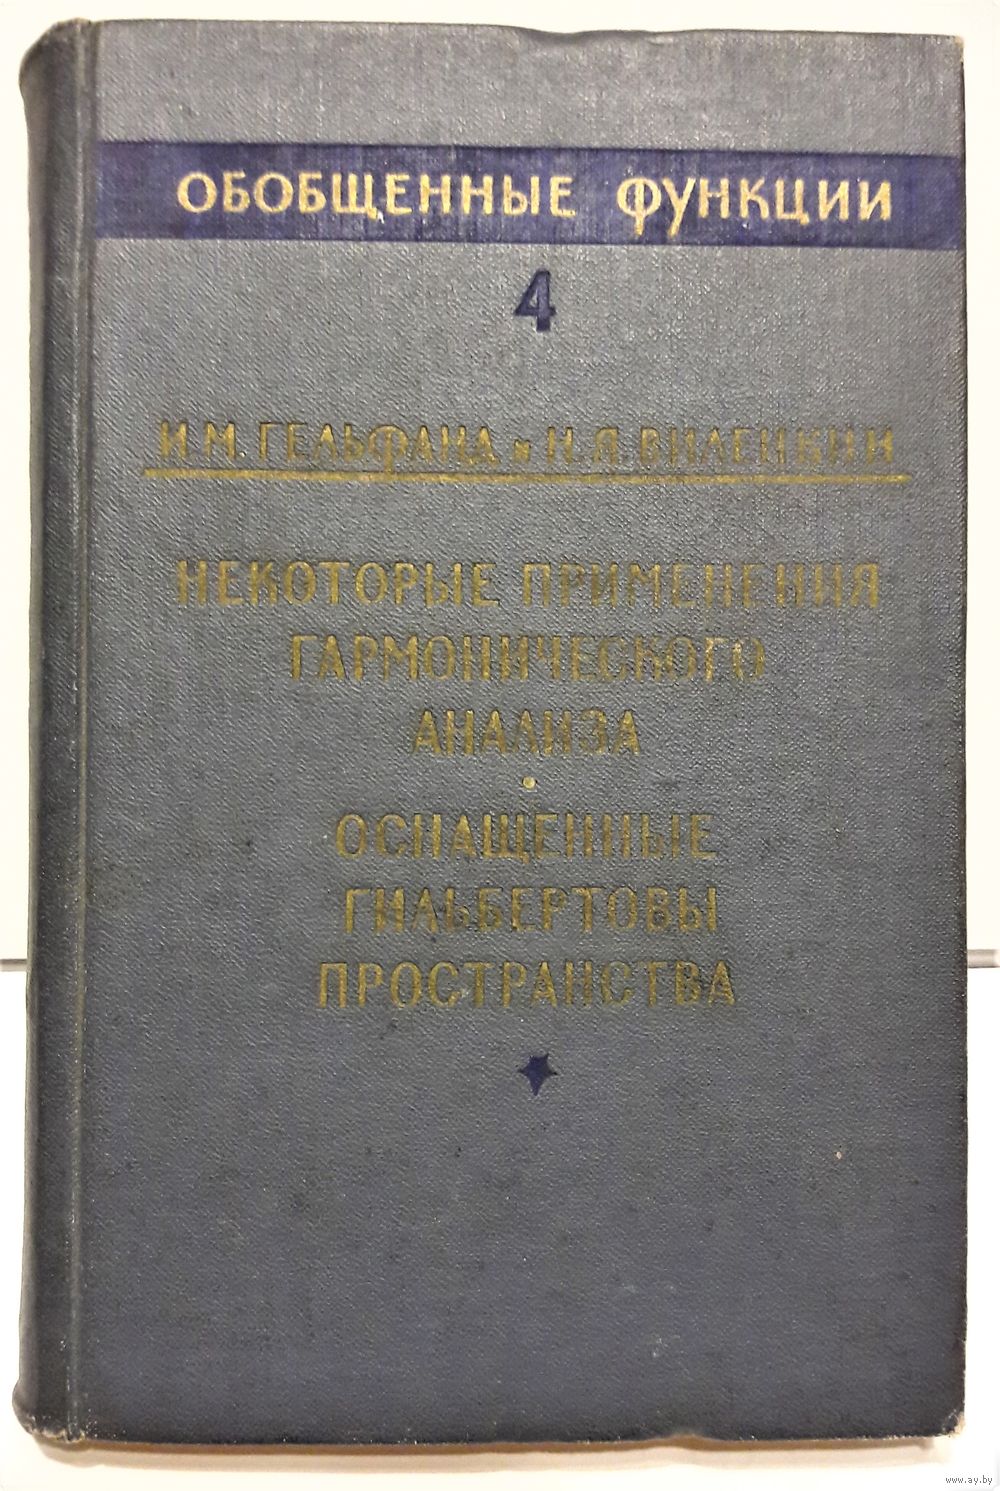 ОБОБЩЕННЫЕ ФУНКЦИИ
4
И.М.ГЕЛЬФАНД и Н.Я.ВИЛЕНКИН
НЕКОТОРЫЕ ПРИМЕНЕНИЯ
ГАРМОНИЧЕСКОГО
АНАЛИЗА
ОСНАЩЕННЫЕ
ГИЛЬБЕРТОВЫ
ПРОСТРАНСТВА
www.ay.by